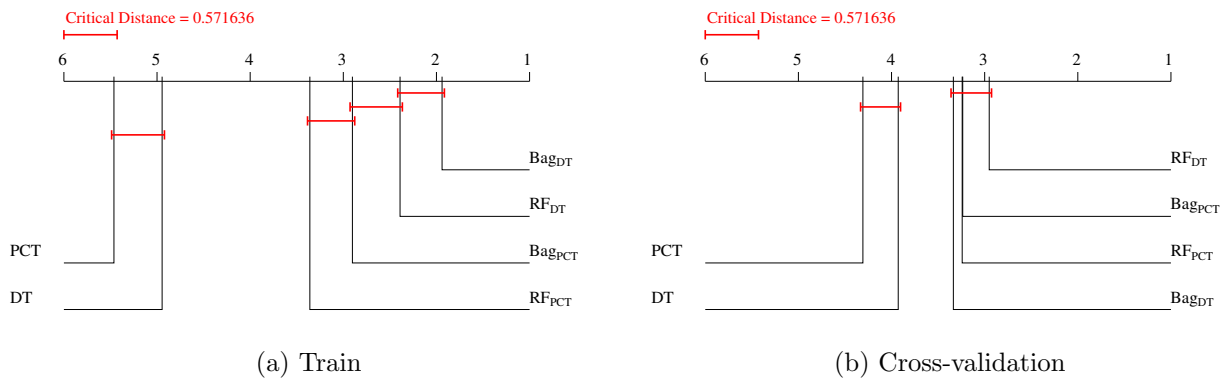 Critical Distance = 0.571636
6 5 4 3 2 1
Bag_DT
RF_DT
PCT Bag_PCT
DT RF_PCT
(a) Train
Critical Distance = 0.571636
6 5 4 3 2 1
RF_DT
Bag_PCT
PCT RF_PCT
DT Bag_DT
(b) Cross-validation